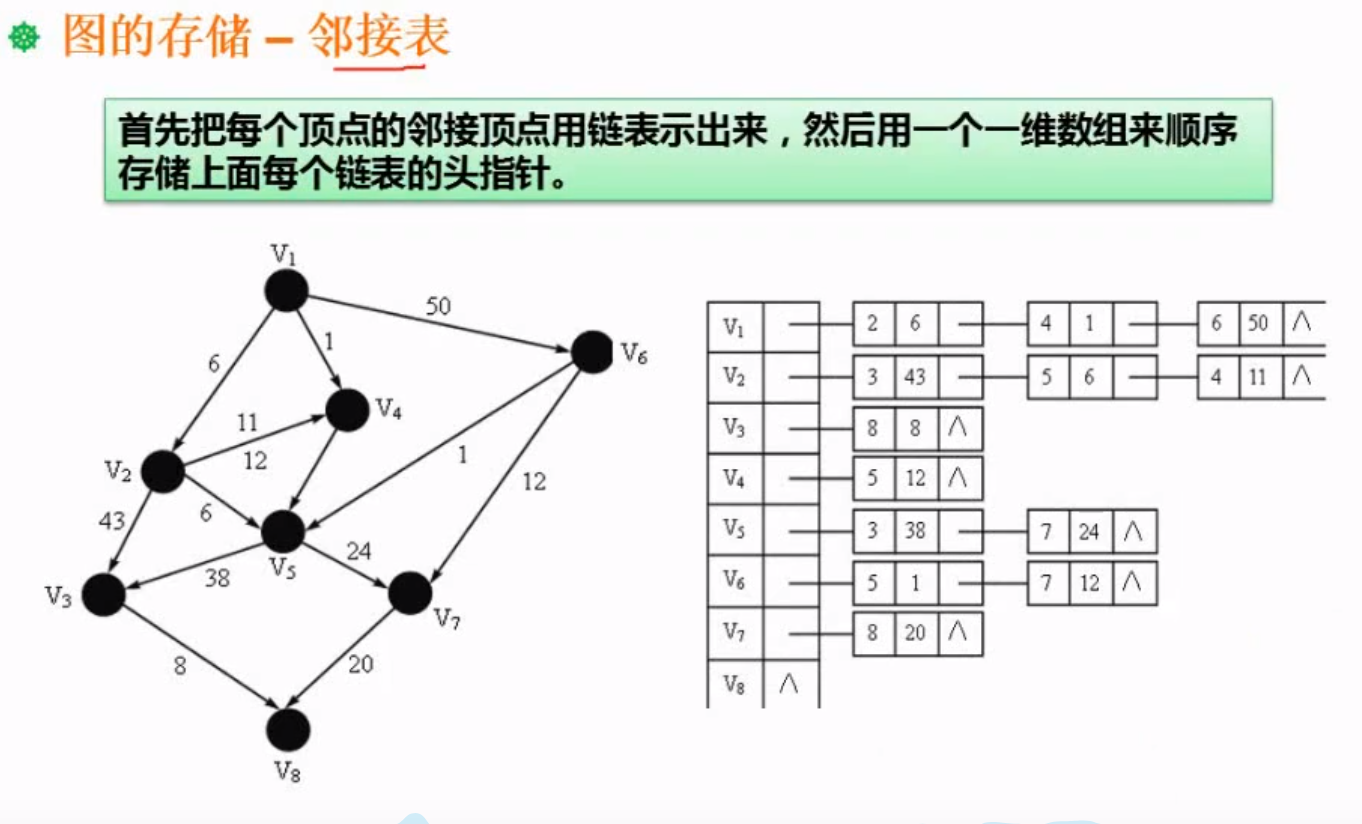 图的存储 – 邻接表
首先把每个顶点的邻接顶点用链表示出来，然后用一个一维数组来顺序
存储上面每个链表的头指针。
V1
50
6
1
V6
V4
11
12
V2
1
12
43
6
V5
24
38
V3
V7
8
20
V8
V1 2 6 4 1 6 50 ∧
V2 3 43 5 6 4 11 ∧
V3 8 8 ∧
V4 5 12 ∧
V5 3 38 7 24 ∧
V6 5 1 7 12 ∧
V7 8 20 ∧
V8 ∧